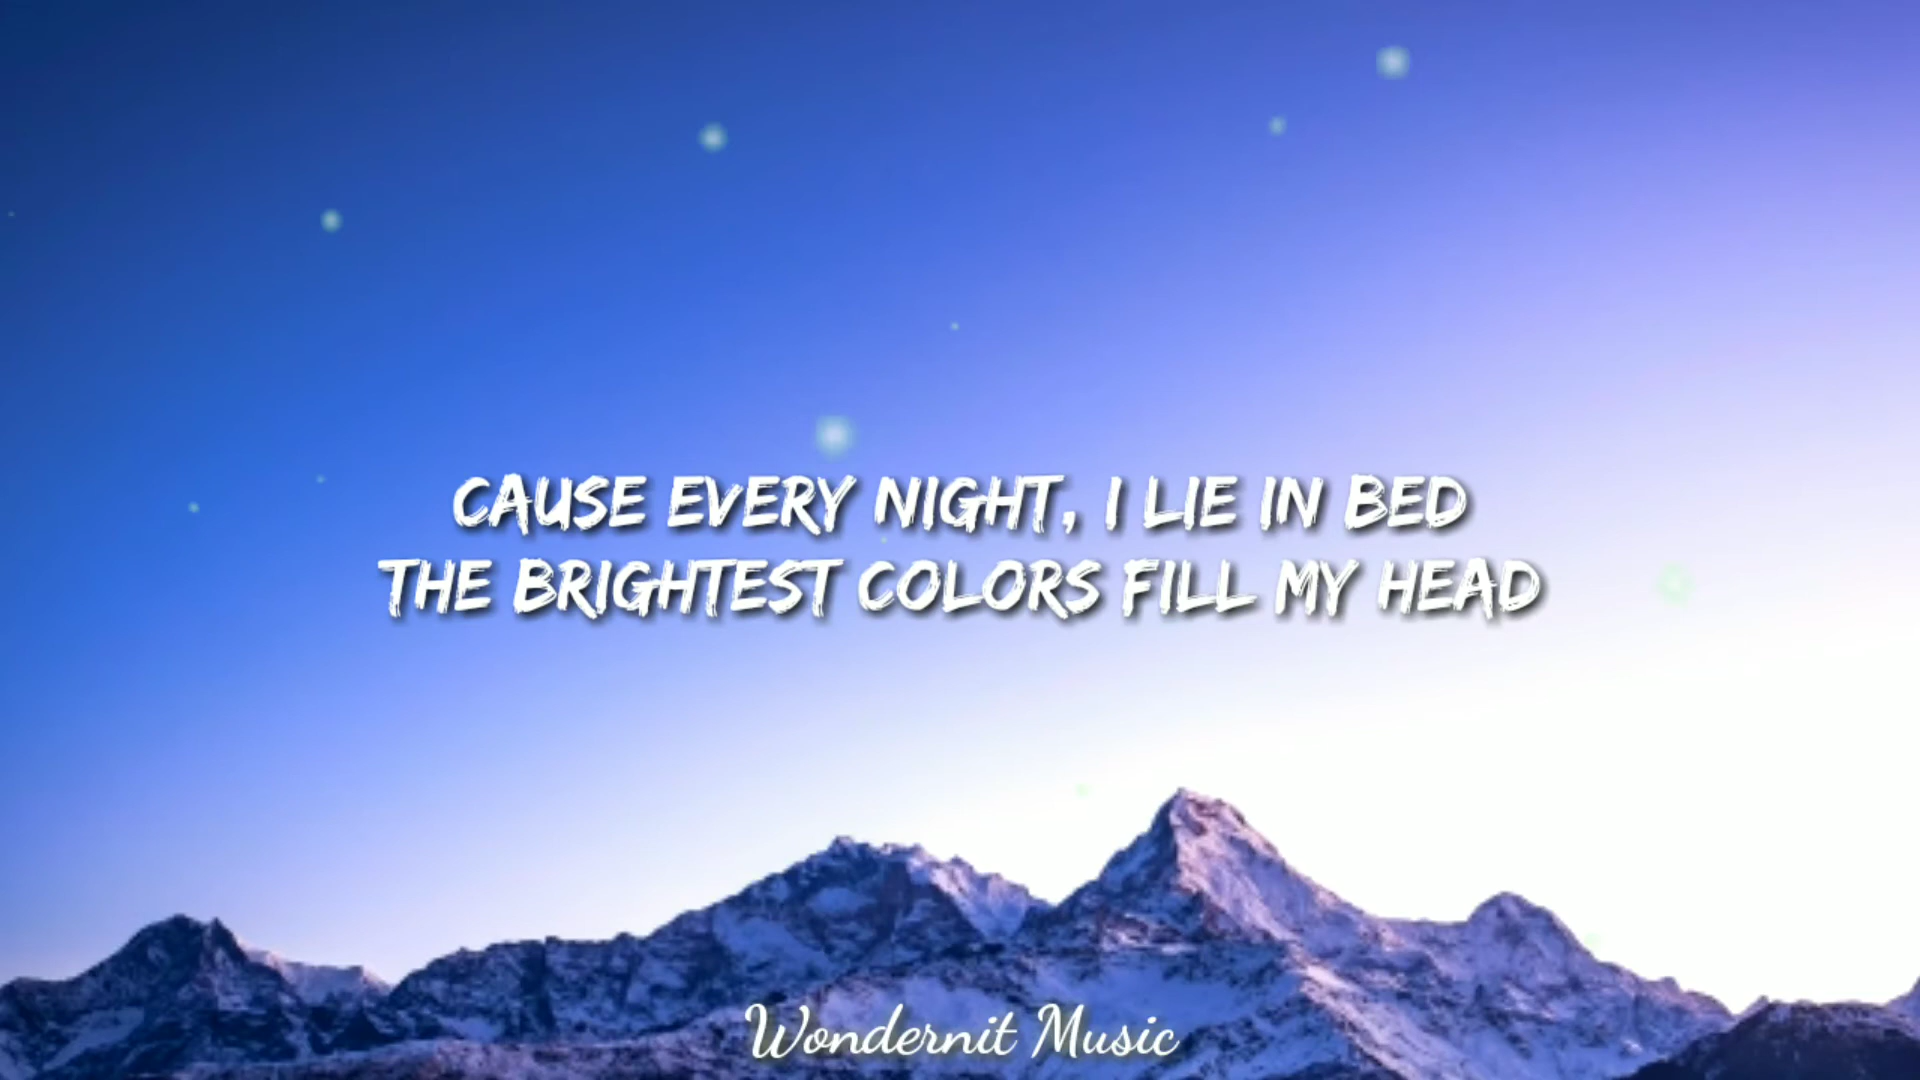 CAUSE EVERY NIGHT, I LIE IN BED
THE BRIGHTEST COLORS FILL MY HEAD
Wondernit Music